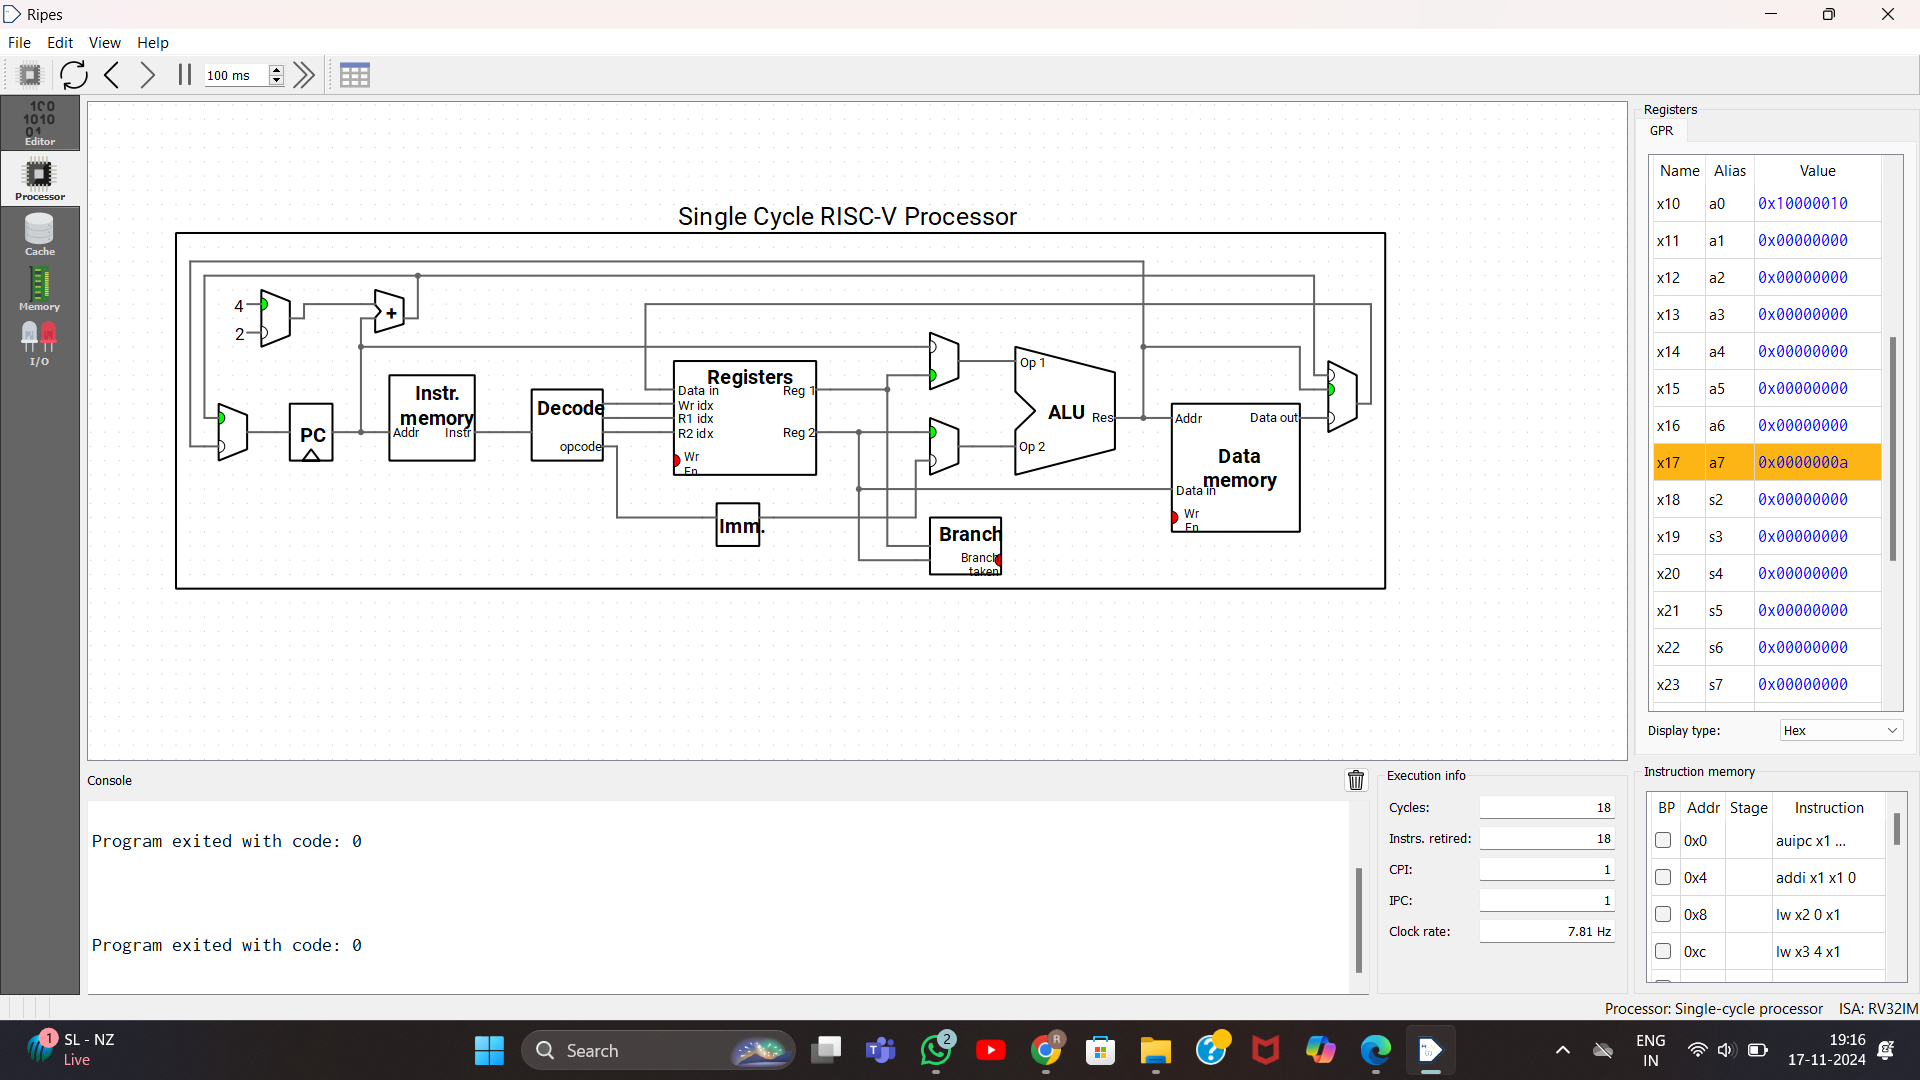 Ripes
File Edit View Help
100 ms
Editor
Processor
Cache
Memory
I/O
Single Cycle RISC-V Processor
4
2
+
PC
Instr.
memory
Addr Instr
Decode
opcode
Registers
Data in Reg 1
Wr idx
R1 idx
R2 idx Reg 2
Wr
En
Imm.
Op 1
ALU Res
Op 2
Branch
Branch
taken
Addr Data out
Data
memory
Data in
Wr
En
Registers
GPR
Name Alias Value
x10 a0 0x10000010
x11 a1 0x00000000
x12 a2 0x00000000
x13 a3 0x00000000
x14 a4 0x00000000
x15 a5 0x00000000
x16 a6 0x00000000
x17 a7 0x0000000a
x18 s2 0x00000000
x19 s3 0x00000000
x20 s4 0x00000000
x21 s5 0x00000000
x22 s6 0x00000000
x23 s7 0x00000000
Display type: Hex
Console
Program exited with code: 0
Program exited with code: 0
Execution info
Cycles: 18
Instrs. retired: 18
CPI: 1
IPC: 1
Clock rate: 7.81 Hz
Instruction memory
BP Addr Stage Instruction
0x0 auipc x1 ...
0x4 addi x1 x1 0
0x8 lw x2 0 x1
0xc lw x3 4 x1
Processor: Single-cycle processor ISA: RV32IM
1
SL - NZ
Live
Search
2
R
ENG
IN
19:16
17-11-2024